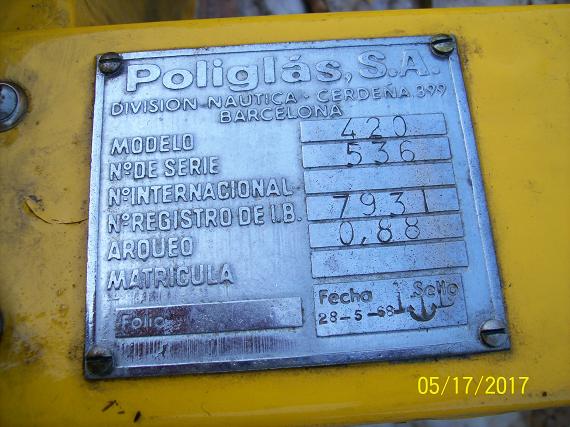 Poliglás, S.A.
DIVISION NAUTICA - CERDEÑA 399
BARCELONA
MODELO 420
Nº DE SERIE 536
Nº INTERNACIONAL
Nº REGISTRO DE I.B. 7931
ARQUEO 0,88
MATRICULA
Folio
Fecha Sello
28-5-68
05/17/2017